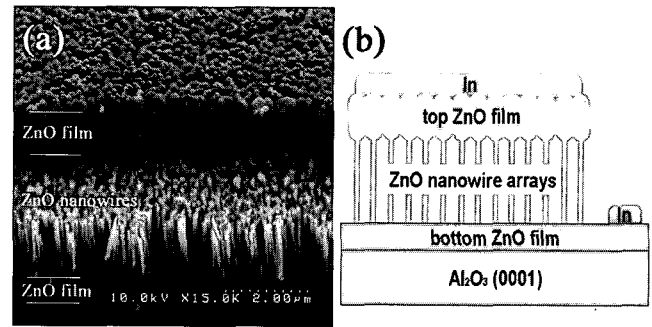 (a)
ZnO film
ZnO nanowires
ZnO film
10.0kV X15.0K 2.00μm
(b)
In
top ZnO film
ZnO nanowire arrays
In
bottom ZnO film
Al₂O₃ (0001)